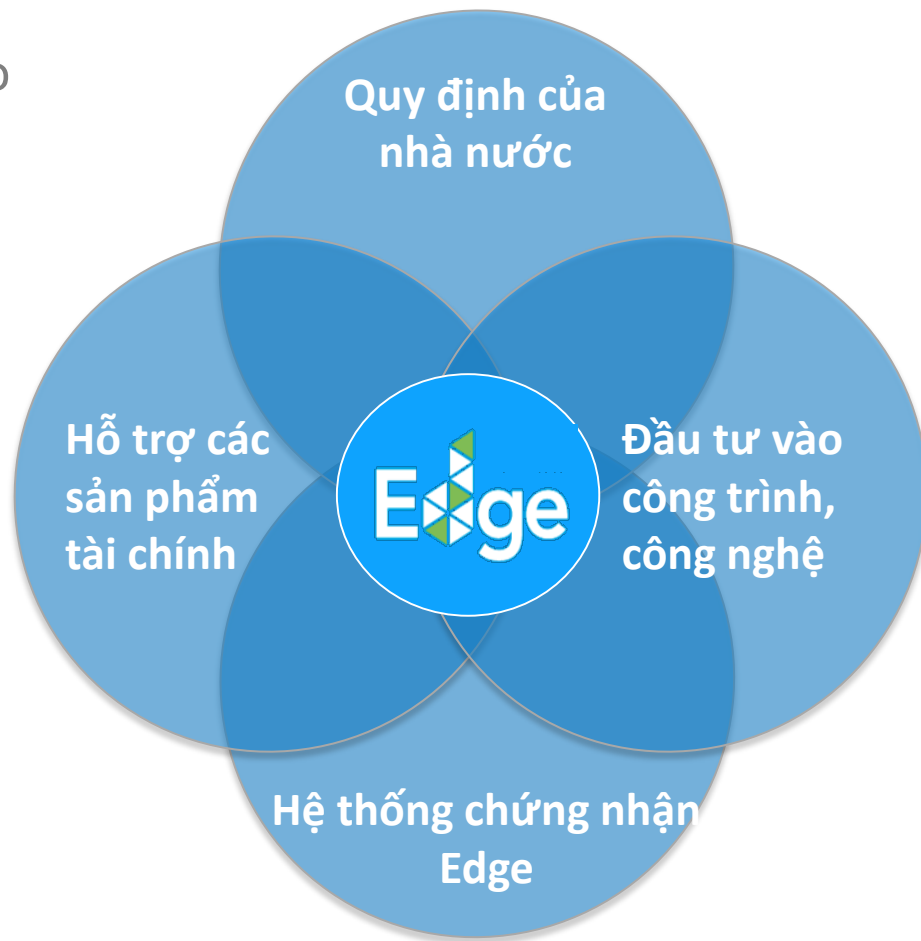 Quy định của
nhà nước
Hỗ trợ các
sản phẩm
tài chính
Edge
Đầu tư vào
công trình,
công nghệ
Hệ thống chứng nhận
Edge